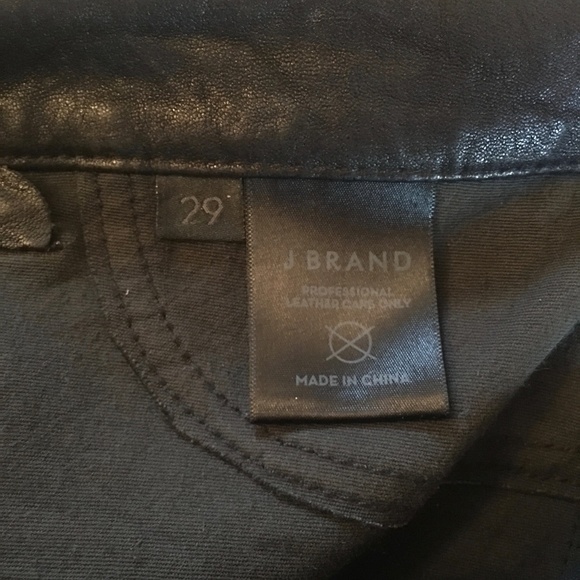 29
J BRAND
PROFESSIONAL
LEATHER CARE ONLY
MADE IN CHINA